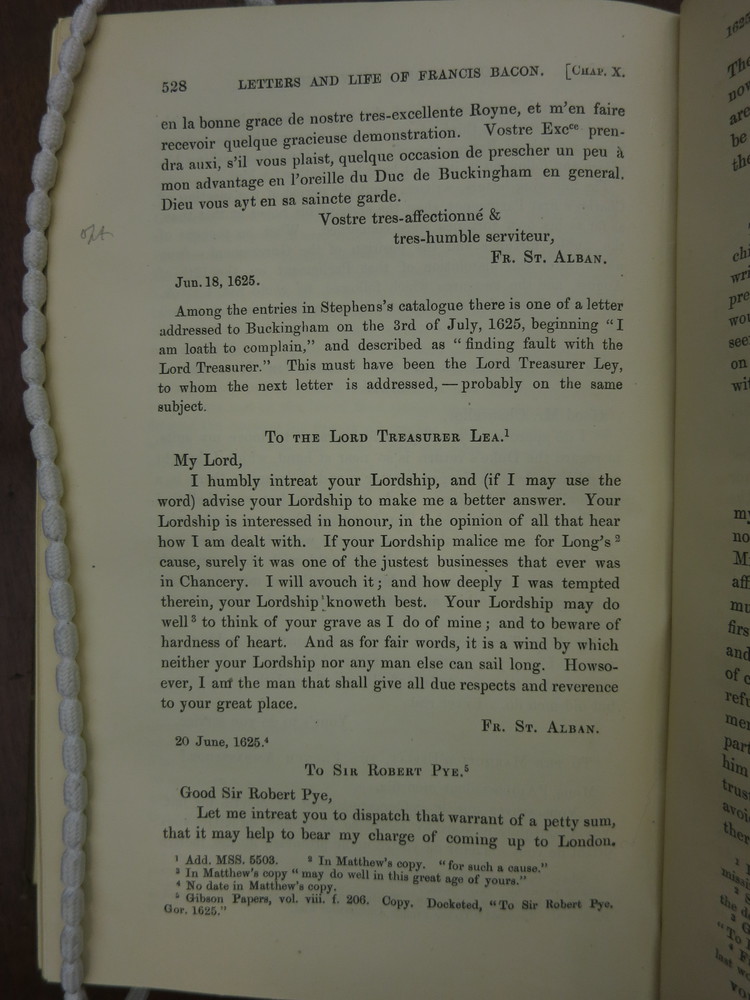 528 LETTERS AND LIFE OF FRANCIS BACON. [CHAP. X.
en la bonne grace de nostre tres-excellente Royne, et m'en faire
recevoir quelque gracieuse demonstration. Vostre Excce pren-
dra auxi, s'il vous plaist, quelque occasion de prescher un peu à
mon advantage en l'oreille du Duc de Buckingham en general.
Dieu vous ayt en sa saincte garde.
Vostre tres-affectionné &
tres-humble serviteur,
FR. ST. ALBAN.
Jun. 18, 1625.
Among the entries in Stephens's catalogue there is one of a letter
addressed to Buckingham on the 3rd of July, 1625, beginning "I
am loath to complain," and described as "finding fault with the
Lord Treasurer." This must have been the Lord Treasurer Ley,
to whom the next letter is addressed,—probably on the same
subject.
TO THE LORD TREASURER LEA.1
My Lord,
I humbly intreat your Lordship, and (if I may use the
word) advise your Lordship to make me a better answer. Your
Lordship is interested in honour, in the opinion of all that hear
how I am dealt with. If your Lordship malice me for Long's 2
cause, surely it was one of the justest businesses that ever was
in Chancery. I will avouch it; and how deeply I was tempted
therein, your Lordship knoweth best. Your Lordship may do
well 3 to think of your grave as I do of mine; and to beware of
hardness of heart. And as for fair words, it is a wind by which
neither your Lordship nor any man else can sail long. Howso-
ever, I am the man that shall give all due respects and reverence
to your great place.
FR. ST. ALBAN.
20 June, 1625.4
TO SIR ROBERT PYE.5
Good Sir Robert Pye,
Let me intreat you to dispatch that warrant of a petty sum,
that it may help to bear my charge of coming up to London.
1 Add. MSS. 5503. 2 In Matthew's copy. "for such a cause."
3 In Matthew's copy "may do well in this great age of yours."
4 No date in Matthew's copy.
5 Gibson Papers, vol. viii. f. 206. Copy. Docketed, "To Sir Robert Pye.
Gor. 1625."